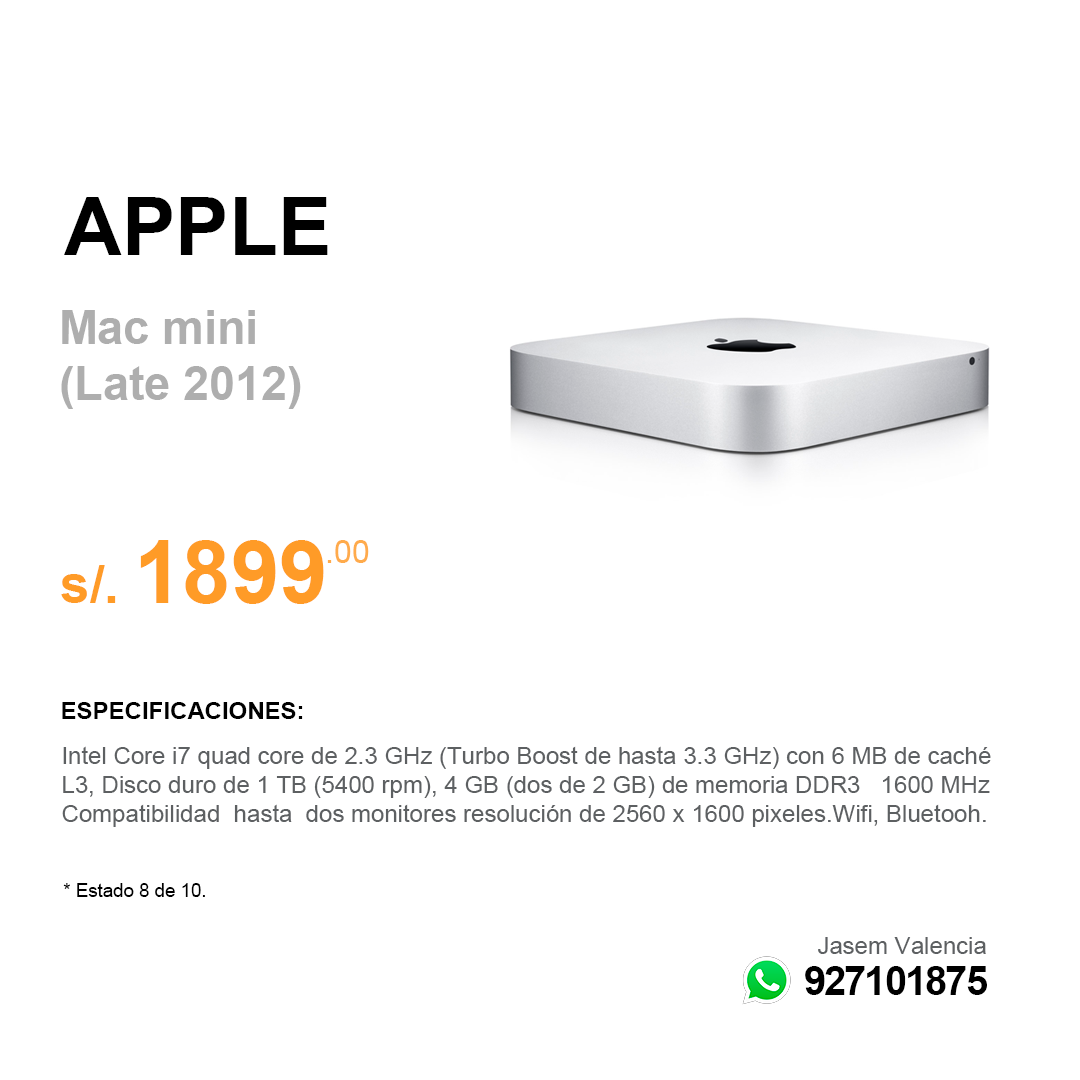 APPLE
Mac mini
(Late 2012)
s/. 1899.00
ESPECIFICACIONES:
Intel Core i7 quad core de 2.3 GHz (Turbo Boost de hasta 3.3 GHz) con 6 MB de caché
L3, Disco duro de 1 TB (5400 rpm), 4 GB (dos de 2 GB) de memoria DDR3 1600 MHz
Compatibilidad hasta dos monitores resolución de 2560 x 1600 pixeles.Wifi, Bluetooh.
* Estado 8 de 10.
Jasem Valencia
927101875